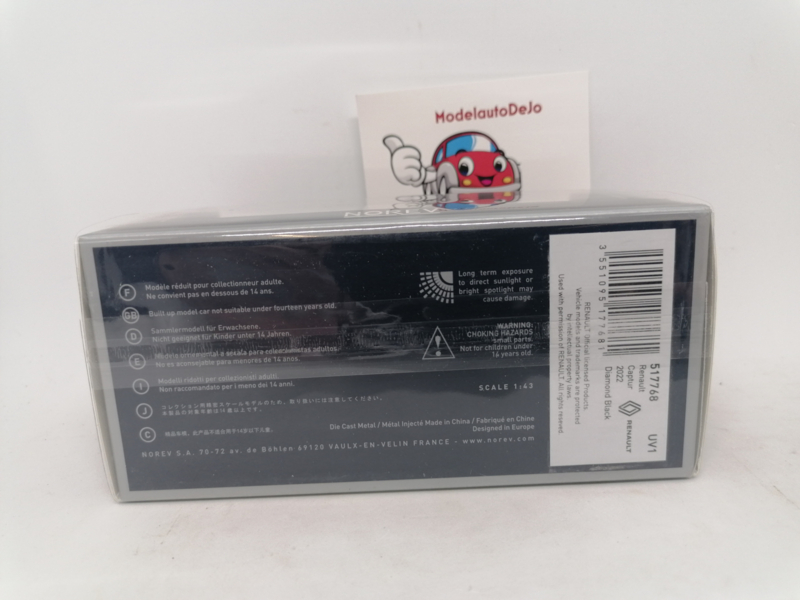 ModelautoDeJo
NOREV
F
Modèle réduit pour collectionneur adulte.
Ne convient pas en dessous de 14 ans.
GB
Built up model car not suitable under fourteen years old.
D
Sammlermodell für Erwachsene.
Nicht geeignet für Kinder unter 14 Jahren.
E
Modelo ornemental a escala para coleccionistas adultos.
No es aconsejable para menores de 14 anos.
I
Modelli ridotti per collezionisti adulti.
Non raccomandato per i meno dei 14 anni.
J
C
Long term exposure
to direct sunlight or
bright spotlight may
cause damage.
WARNING:
CHOKING HAZARDS
small parts.
Not for children under
14 years old.
SCALE 1:43
Die Cast Metal / Métal Injecté Made in China / Fabriqué en Chine
Designed in Europe
NOREV S.A. 70-72 av. de Böhlen 69120 VAULX-EN-VELIN FRANCE - www.norev.com
3 551095 177681
517768 UV1
Renault
Captur
2022
Diamond Black
RENAULT
RENAULT Official licensed Products.
Vehicle models and trademarks are protected
by intellectual property laws.
Used with permission of RENAULT. All rights reserved